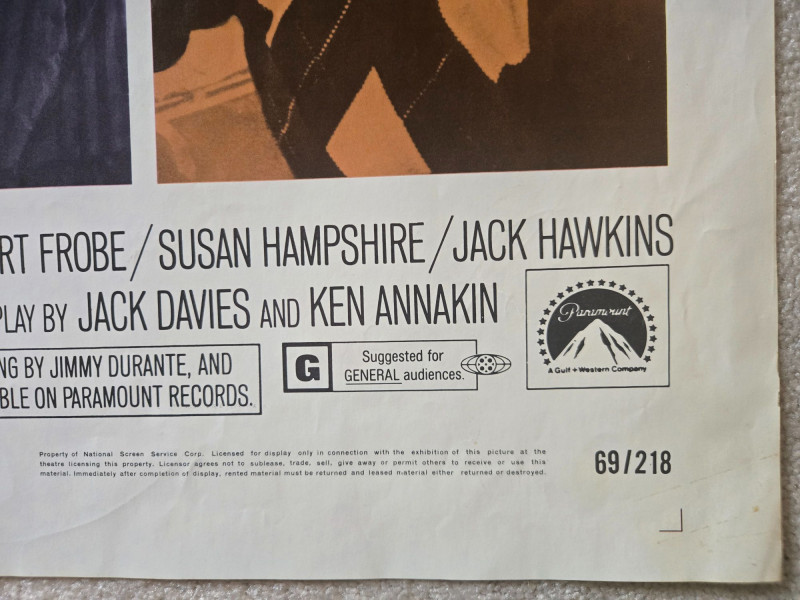 RT FROBE/SUSAN HAMPSHIRE/JACK HAWKINS
PLAY BY JACK DAVIES AND KEN ANNAKIN
NG BY JIMMY DURANTE, AND
BLE ON PARAMOUNT RECORDS.
G
Suggested for
GENERAL audiences.
Paramount
A Gulf + Western Company
Property of National Screen Service Corp. Licensed for display only in connection with the exhibition of this picture at the
theatre licensing this property. Licensor agrees not to sublease, trade, sell, give away or permit others to receive or use this
material. Immediately after completion of display, rented material must be returned and leased material either returned or destroyed.
69/218